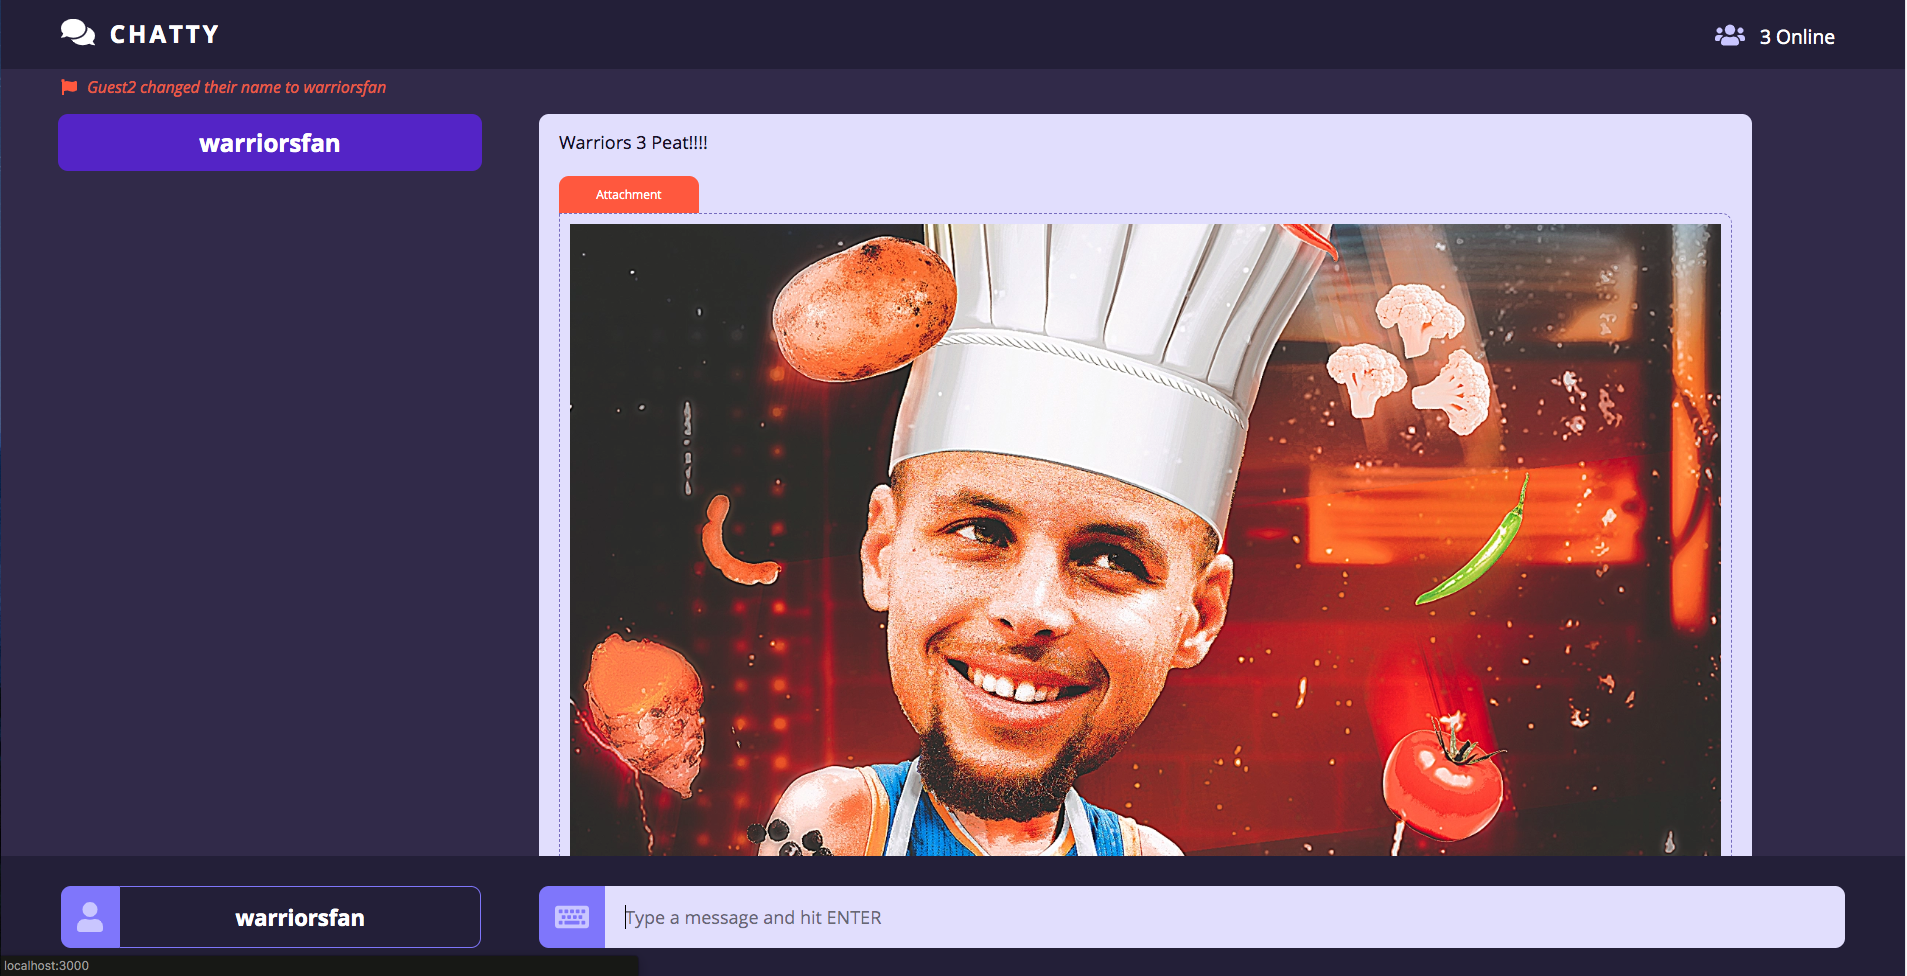 CHATTY
3 Online
Guest2 changed their name to warriorsfan
warriorsfan
Warriors 3 Peat!!!!
Attachment
warriorsfan
Type a message and hit ENTER
localhost:3000